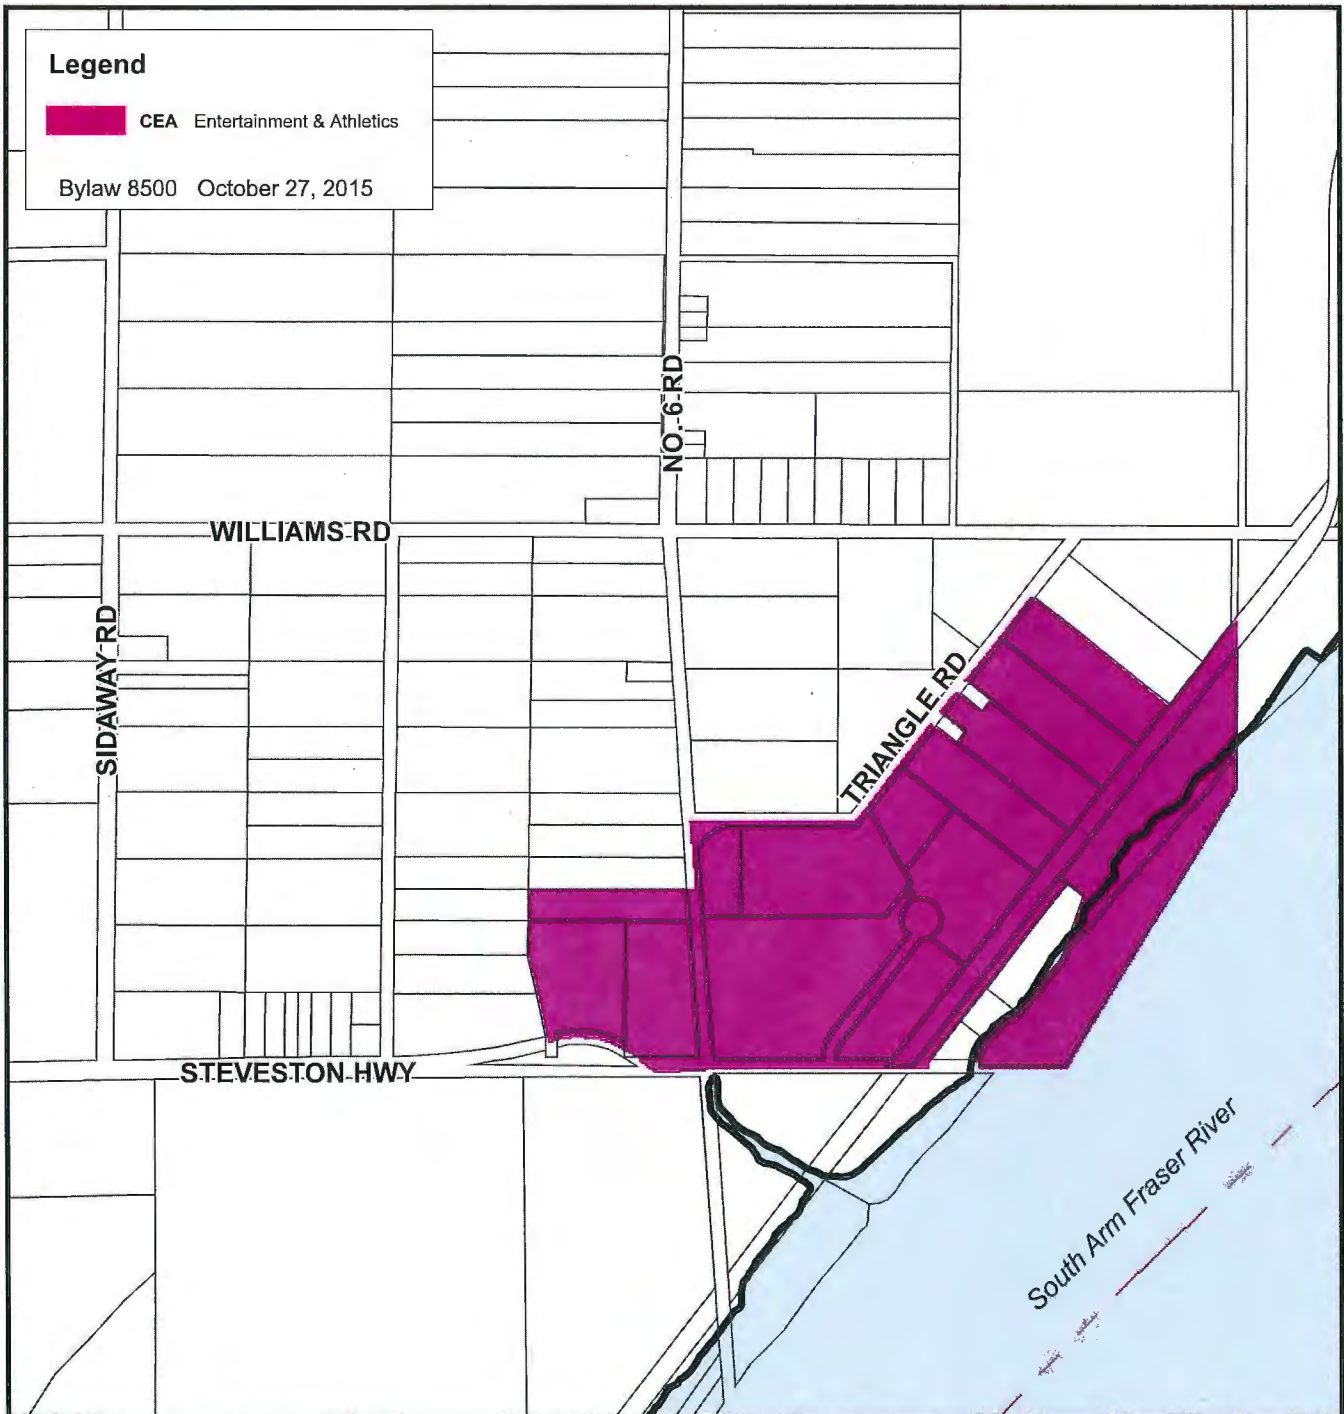 Legend
CEA Entertainment & Athletics
Bylaw 8500 October 27, 2015
NO. 6 RD
WILLIAMS RD
SIDAWAY RD
TRIANGLE RD
STEVESTON HWY
South Arm Fraser River